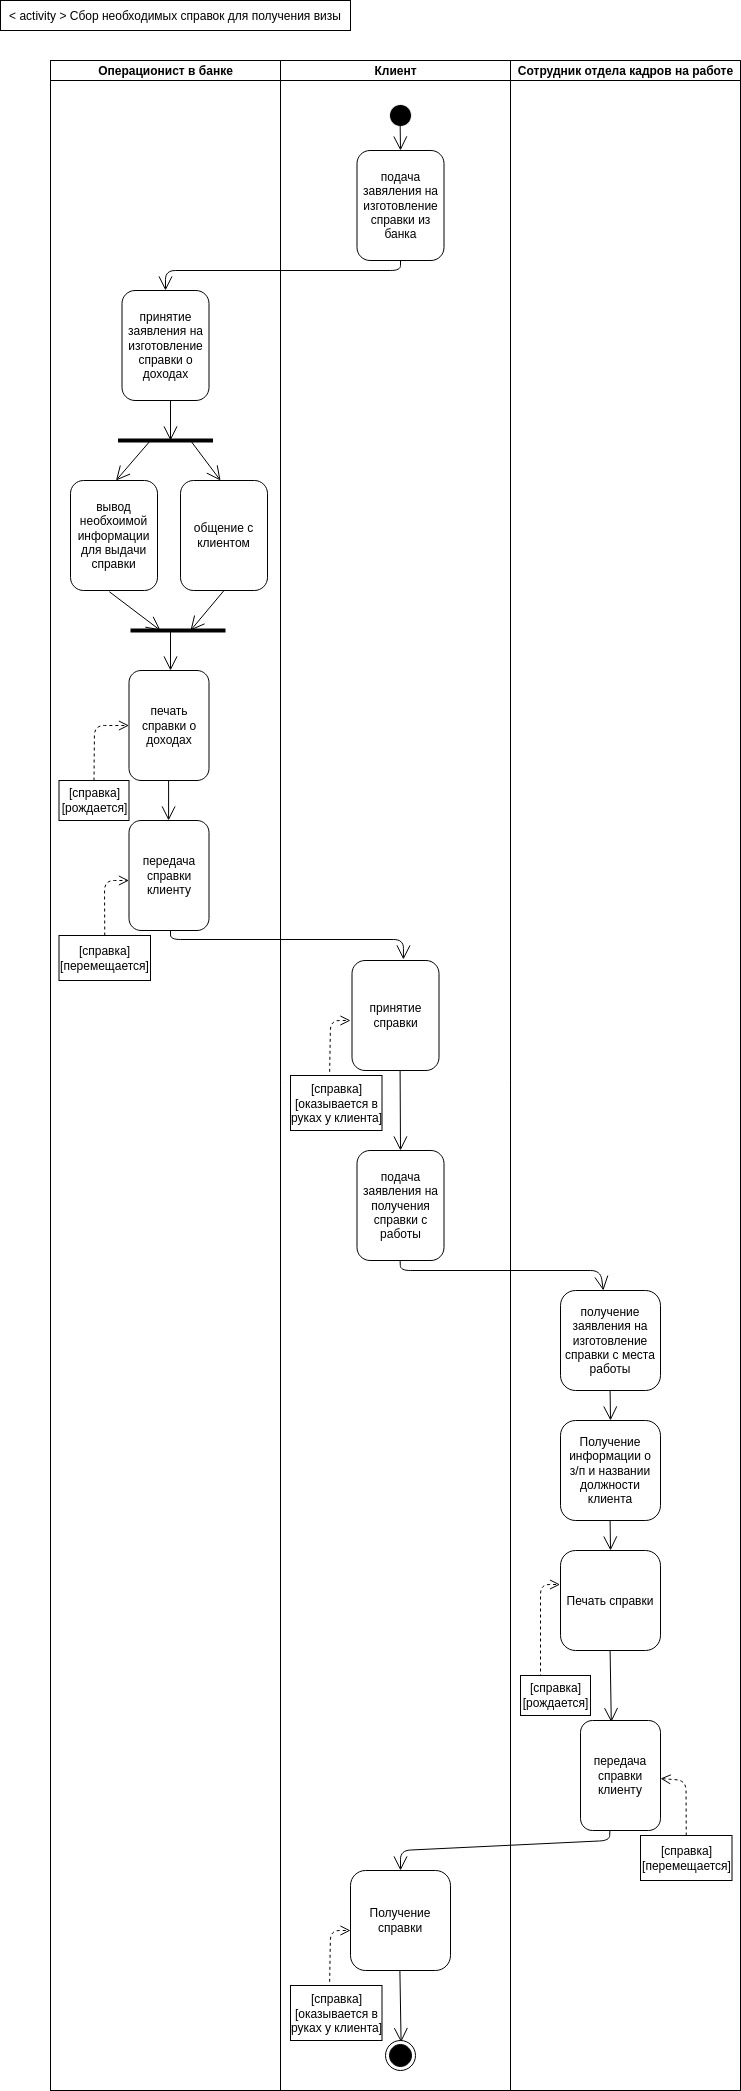 < activity > Сбор необходимых справок для получения визы
Операционист в банке
Клиент
Сотрудник отдела кадров на работе
подача
завяления на
изготовление
справки из
банка
принятие
заявления на
изготовление
справки о
доходах
вывод
необхоимой
информации
для выдачи
справки
общение с
клиентом
печать
справки о
доходах
[справка]
[рождается]
передача
справки
клиенту
[справка]
[перемещается]
принятие
справки
[справка]
[оказывается в
руках у клиента]
подача
заявления на
получения
справки с
работы
получение
заявления на
изготовление
справки с места
работы
Получение
информации о
з/п и названии
должности
клиента
Печать справки
[справка]
[рождается]
передача
справки
клиенту
[справка]
[перемещается]
Получение
справки
[справка]
[оказывается в
руках у клиента]